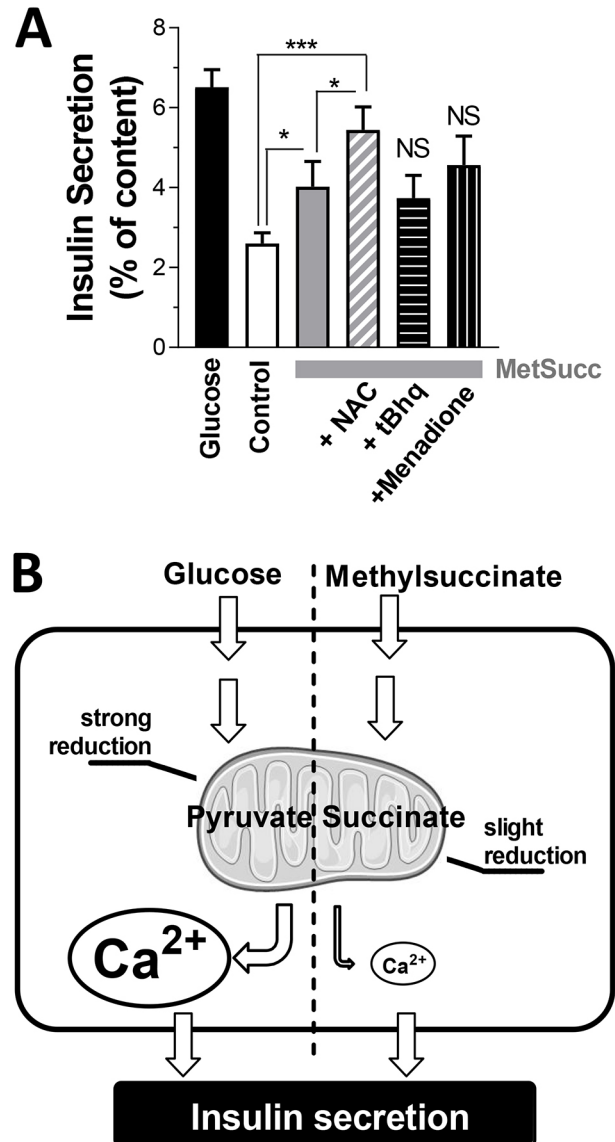 A
Insulin Secretion
(% of content)
8
6
4
2
0
***
*
*
NS
NS
Glucose
Control
+ NAC
+ tBhq
+Menadione
MetSucc
B
Glucose
Methylsuccinate
strong
reduction
Pyruvate
Succinate
slight
reduction
Ca²⁺
Ca²⁺
Insulin secretion